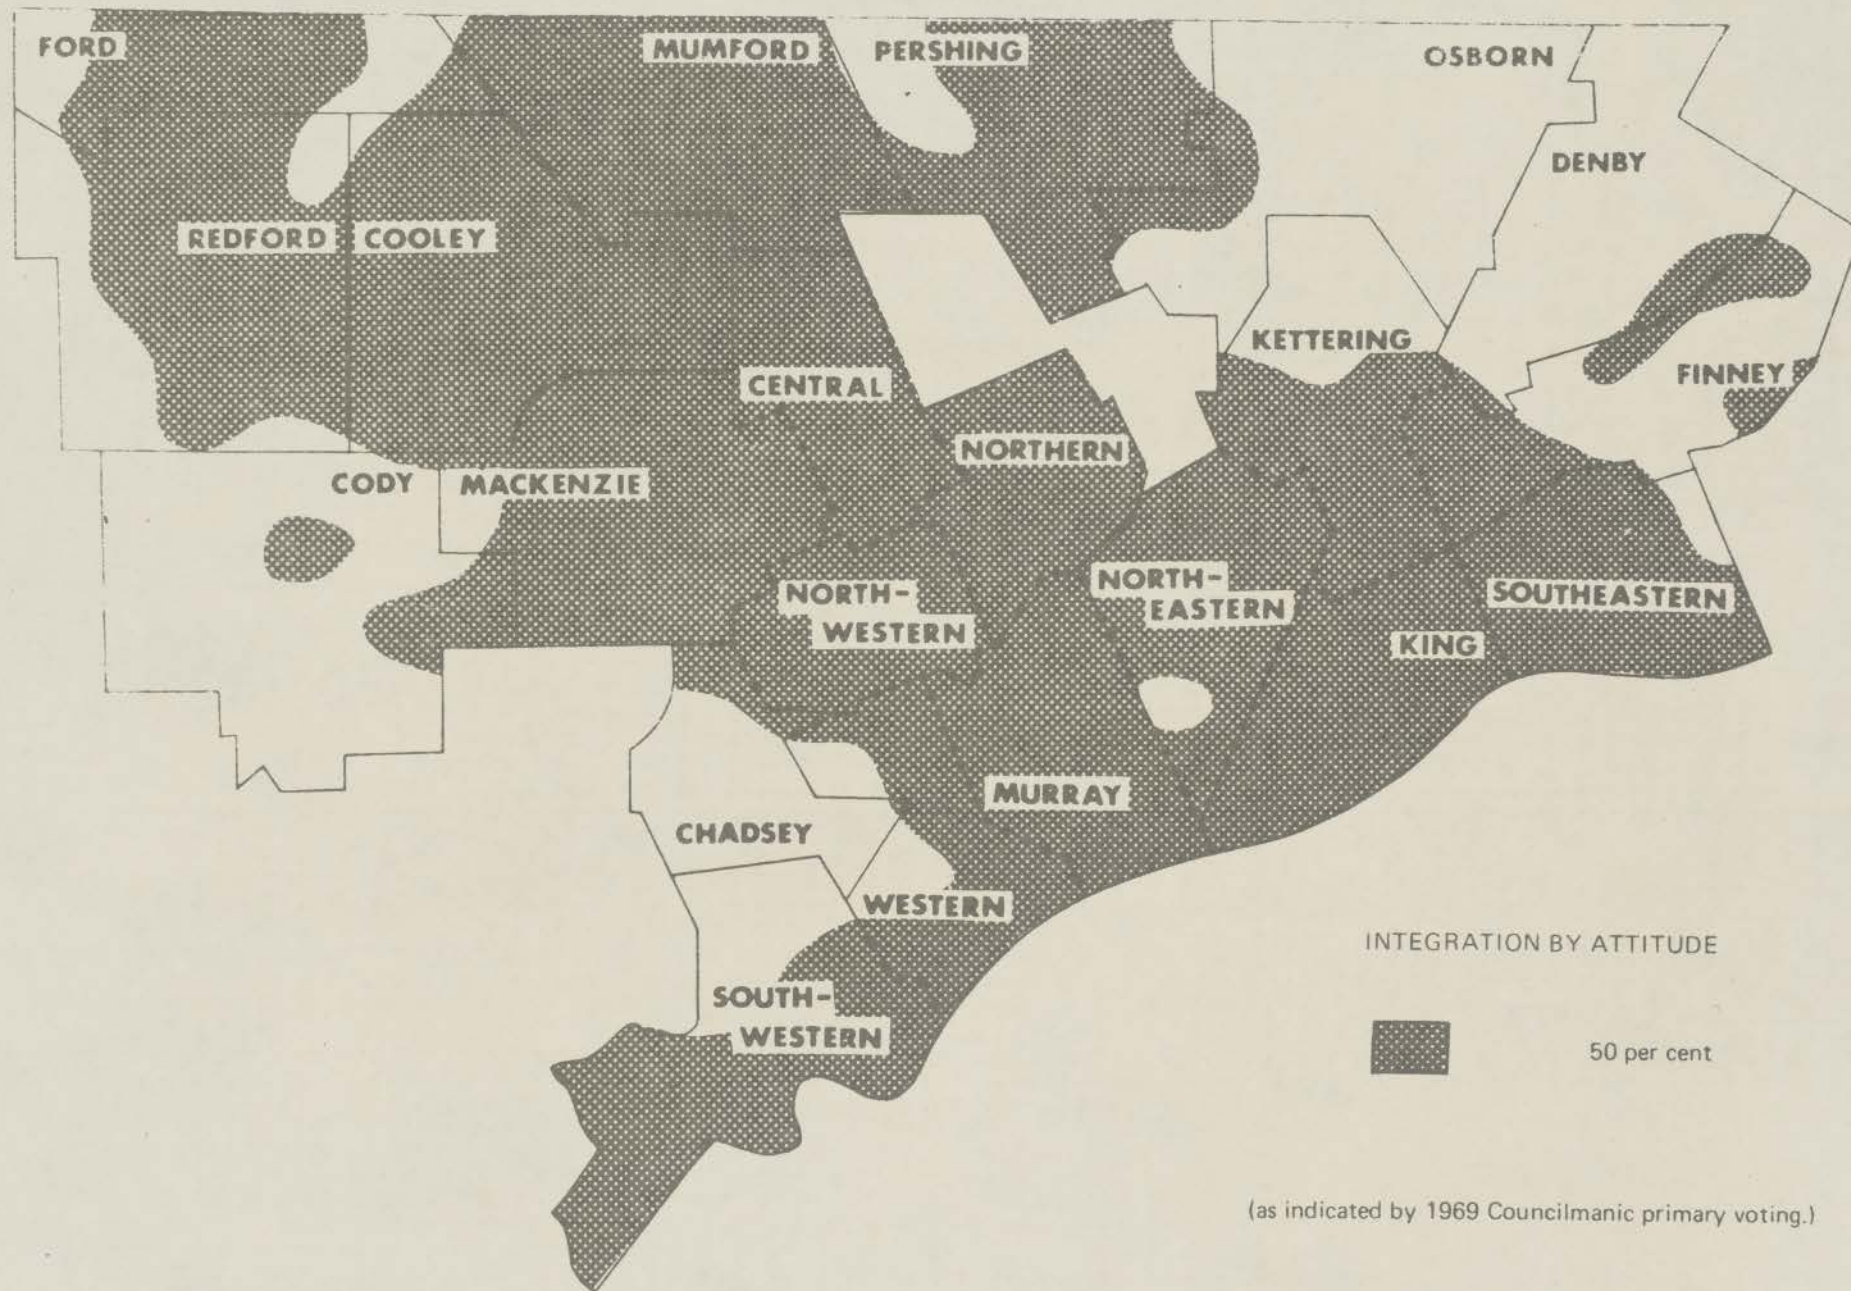 FORD
MUMFORD
PERSHING
OSBORN
DENBY
REDFORD
COOLEY
KETTERING
CENTRAL
FINNEY
NORTHERN
CODY
MACKENZIE
NORTH-
WESTERN
NORTH-
EASTERN
SOUTHEASTERN
KING
MURRAY
CHADSEY
WESTERN
SOUTH-
WESTERN
INTEGRATION BY ATTITUDE
50 per cent
(as indicated by 1969 Councilmanic primary voting.)